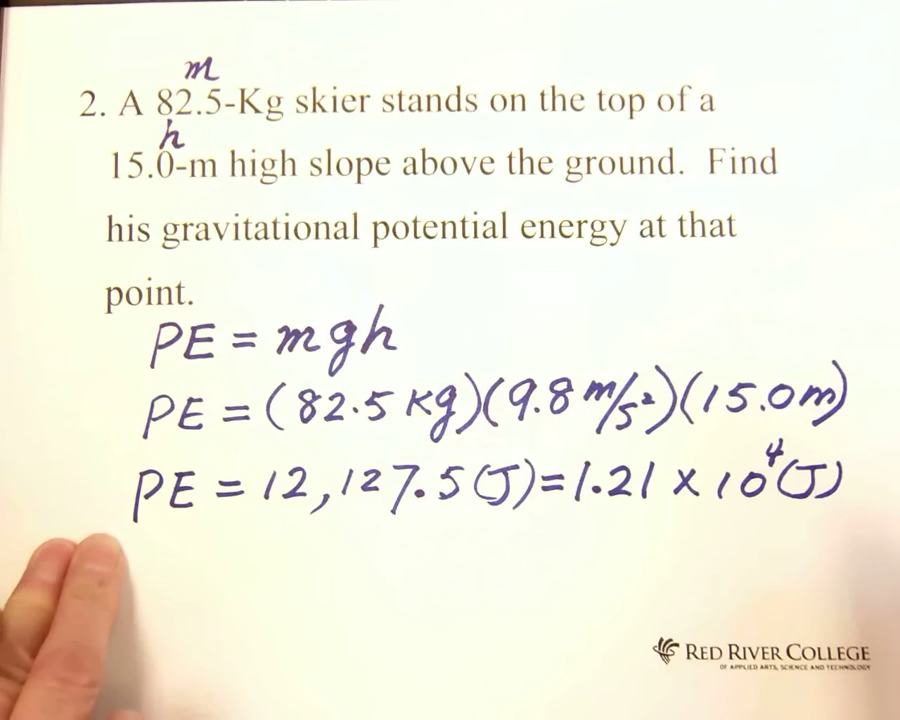 m
2. A 82.5-Kg skier stands on the top of a
h
15.0-m high slope above the ground. Find
his gravitational potential energy at that
point.
PE = mgh
PE = (82.5 kg)(9.8 m/s²)(15.0m)
PE = 12,127.5 (J) = 1.21 × 10⁴ (J)
RED RIVER COLLEGE
OF APPLIED ARTS, SCIENCE AND TECHNOLOGY